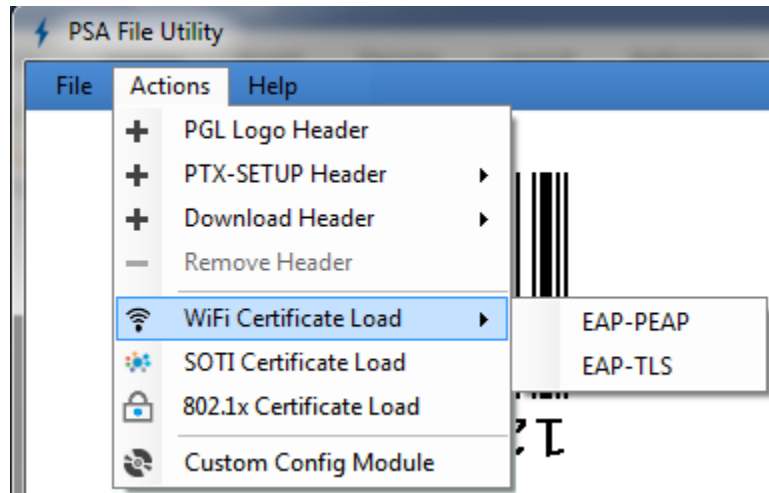 PSA File Utility
File Actions Help
PGL Logo Header
PTX-SETUP Header
Download Header
Remove Header
WiFi Certificate Load
EAP-PEAP
SOTI Certificate Load
EAP-TLS
802.1x Certificate Load
Custom Config Module